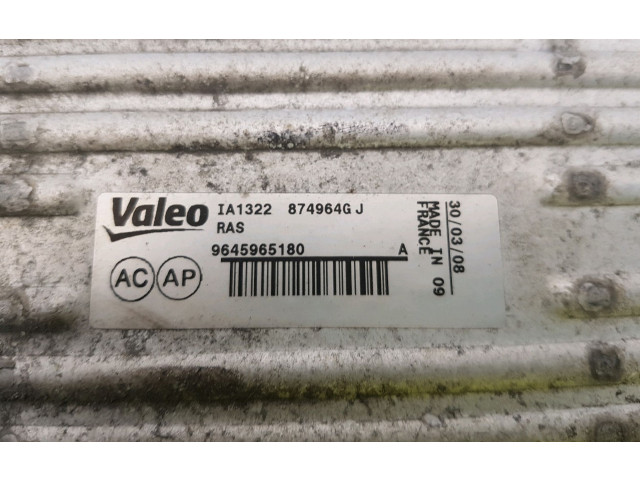 Valeo
IA1322 874964G J
RAS
9645965180 A
AC AP
30/03/08
MADE IN 09
FRANCE